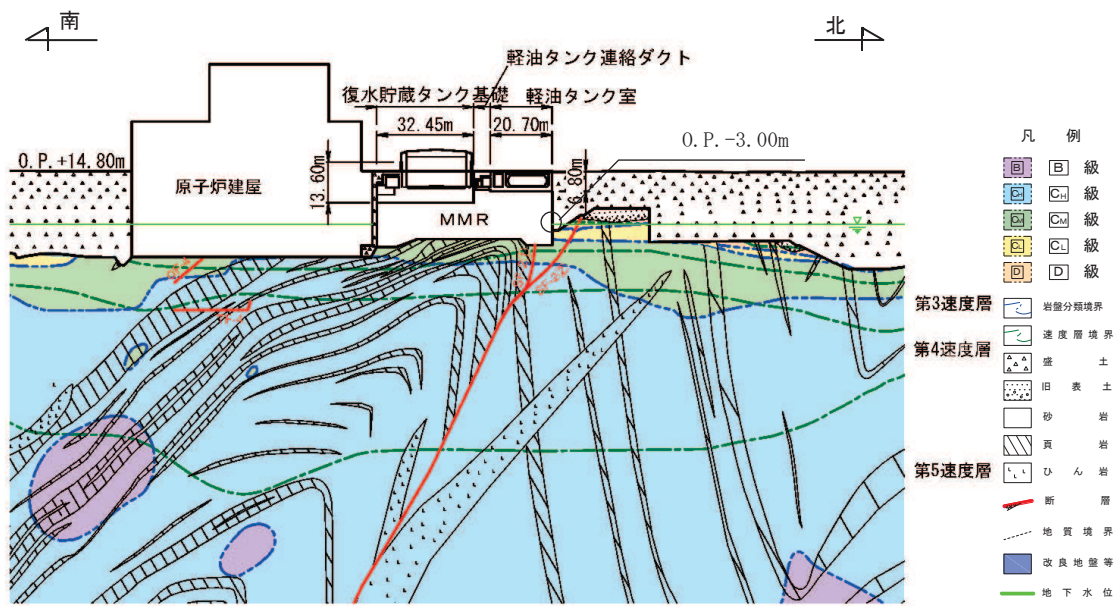 南
北
軽油タンク連絡ダクト
復水貯蔵タンク基礎 軽油タンク室
32.45m
20.70m
O.P.-3.00m
O.P.+14.80m
13.60m
6.80m
原子炉建屋
MMR
第3速度層
第4速度層
第5速度層
凡 例
B B 級
CH CH 級
CM CM 級
CL CL 級
D D 級
岩盤分類境界
速度層境界
盛 土
旧 表 土
砂 岩
頁 岩
ひ ん 岩
断 層
地 質 境 界
改 良 地 盤 等
地 下 水 位